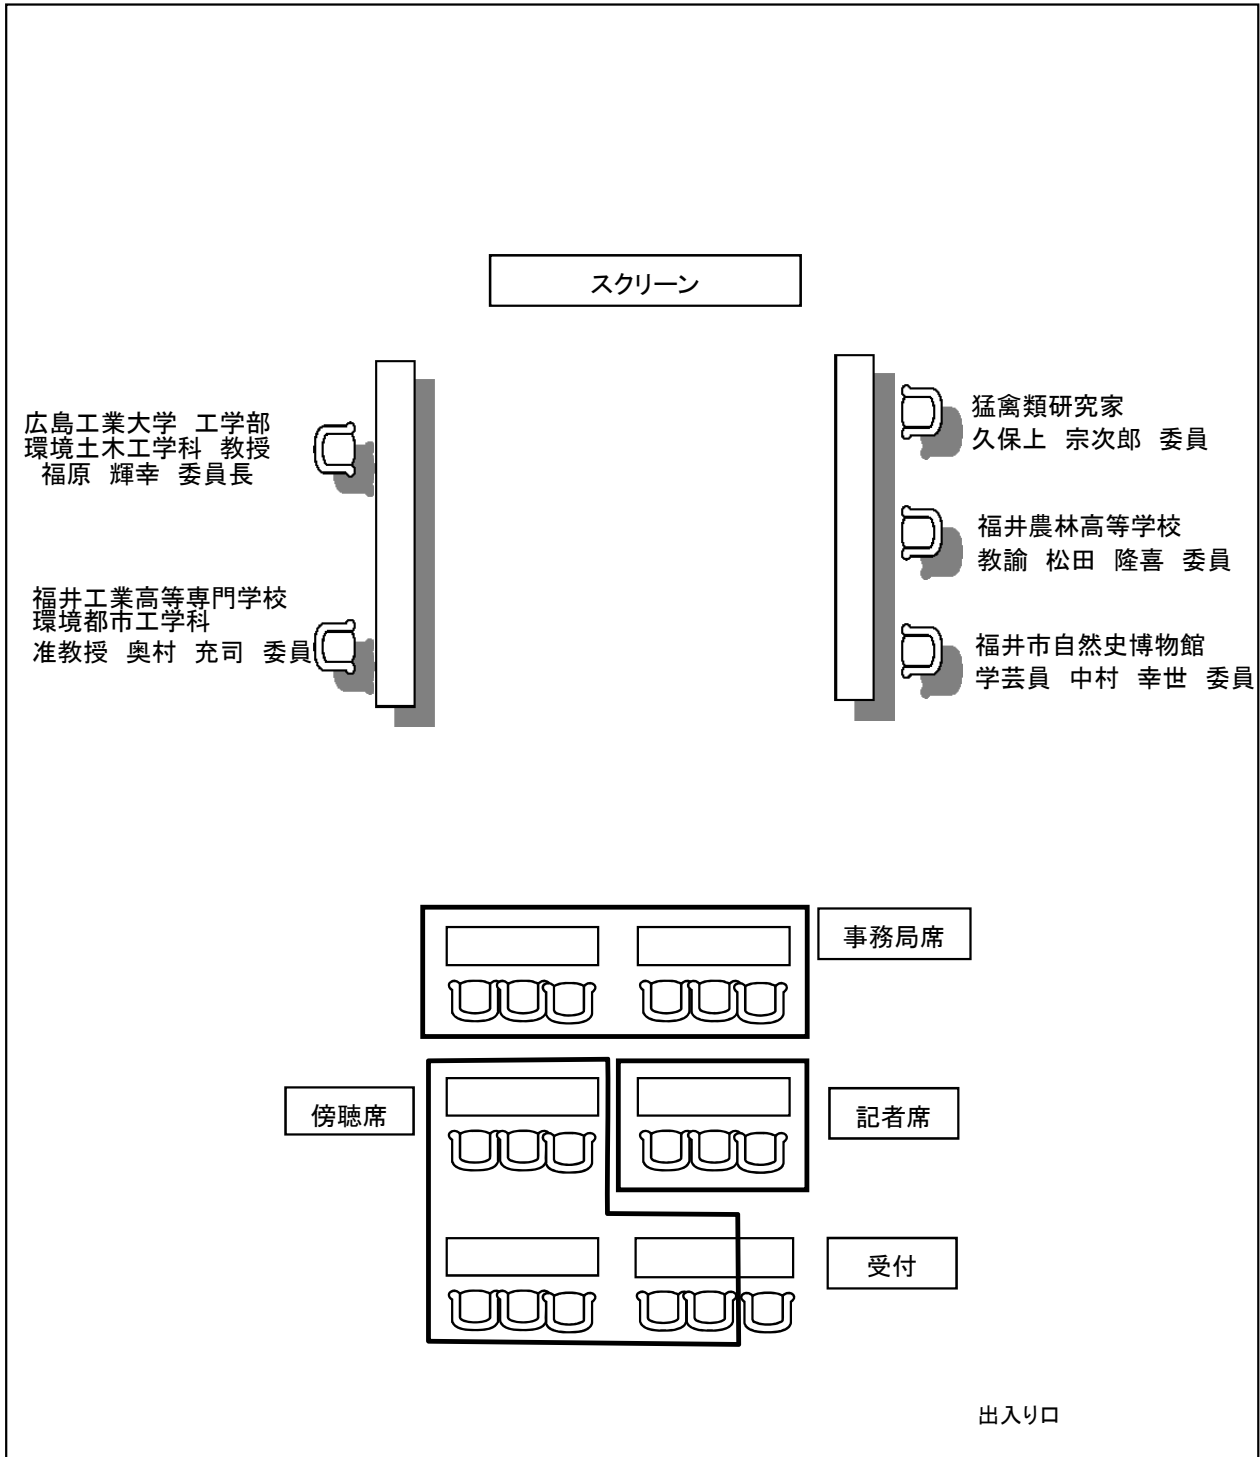 スクリーン
広島工業大学 工学部
環境土木工学科 教授
福原 輝幸 委員長
福井工業高等専門学校
環境都市工学科
准教授 奥村 充司 委員
猛禽類研究家
久保上 宗次郎 委員
福井農林高等学校
教諭 松田 隆喜 委員
福井市自然史博物館
学芸員 中村 幸世 委員
事務局席
傍聴席
記者席
受付
出入り口